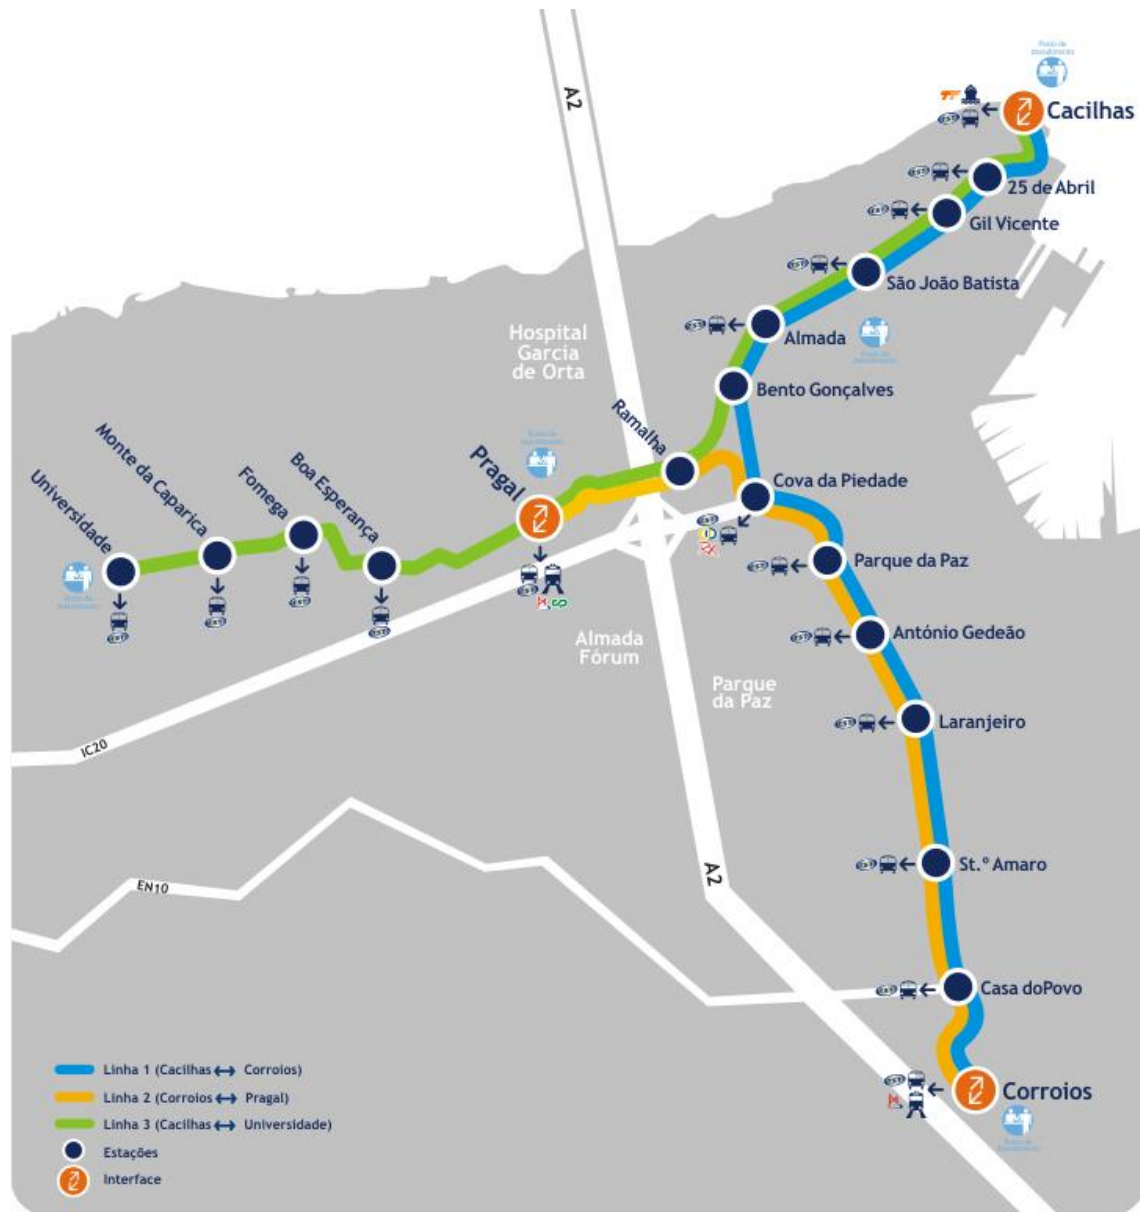 A2
Cacilhas
25 de Abril
Gil Vicente
São João Batista
Almada
Bento Gonçalves
Hospital
Garcia
de Orta
Ramalha
Pragal
Boa Esperança
Fomega
Monte da Caparica
Universidade
Cova da Piedade
Parque da Paz
António Gedeão
Laranjeiro
St.º Amaro
Casa doPovo
Corroios
Almada
Fórum
Parque
da Paz
IC20
EN10
A2
Linha 1 (Cacilhas ↔ Corroios)
Linha 2 (Corroios ↔ Pragal)
Linha 3 (Cacilhas ↔ Universidade)
Estações
Interface